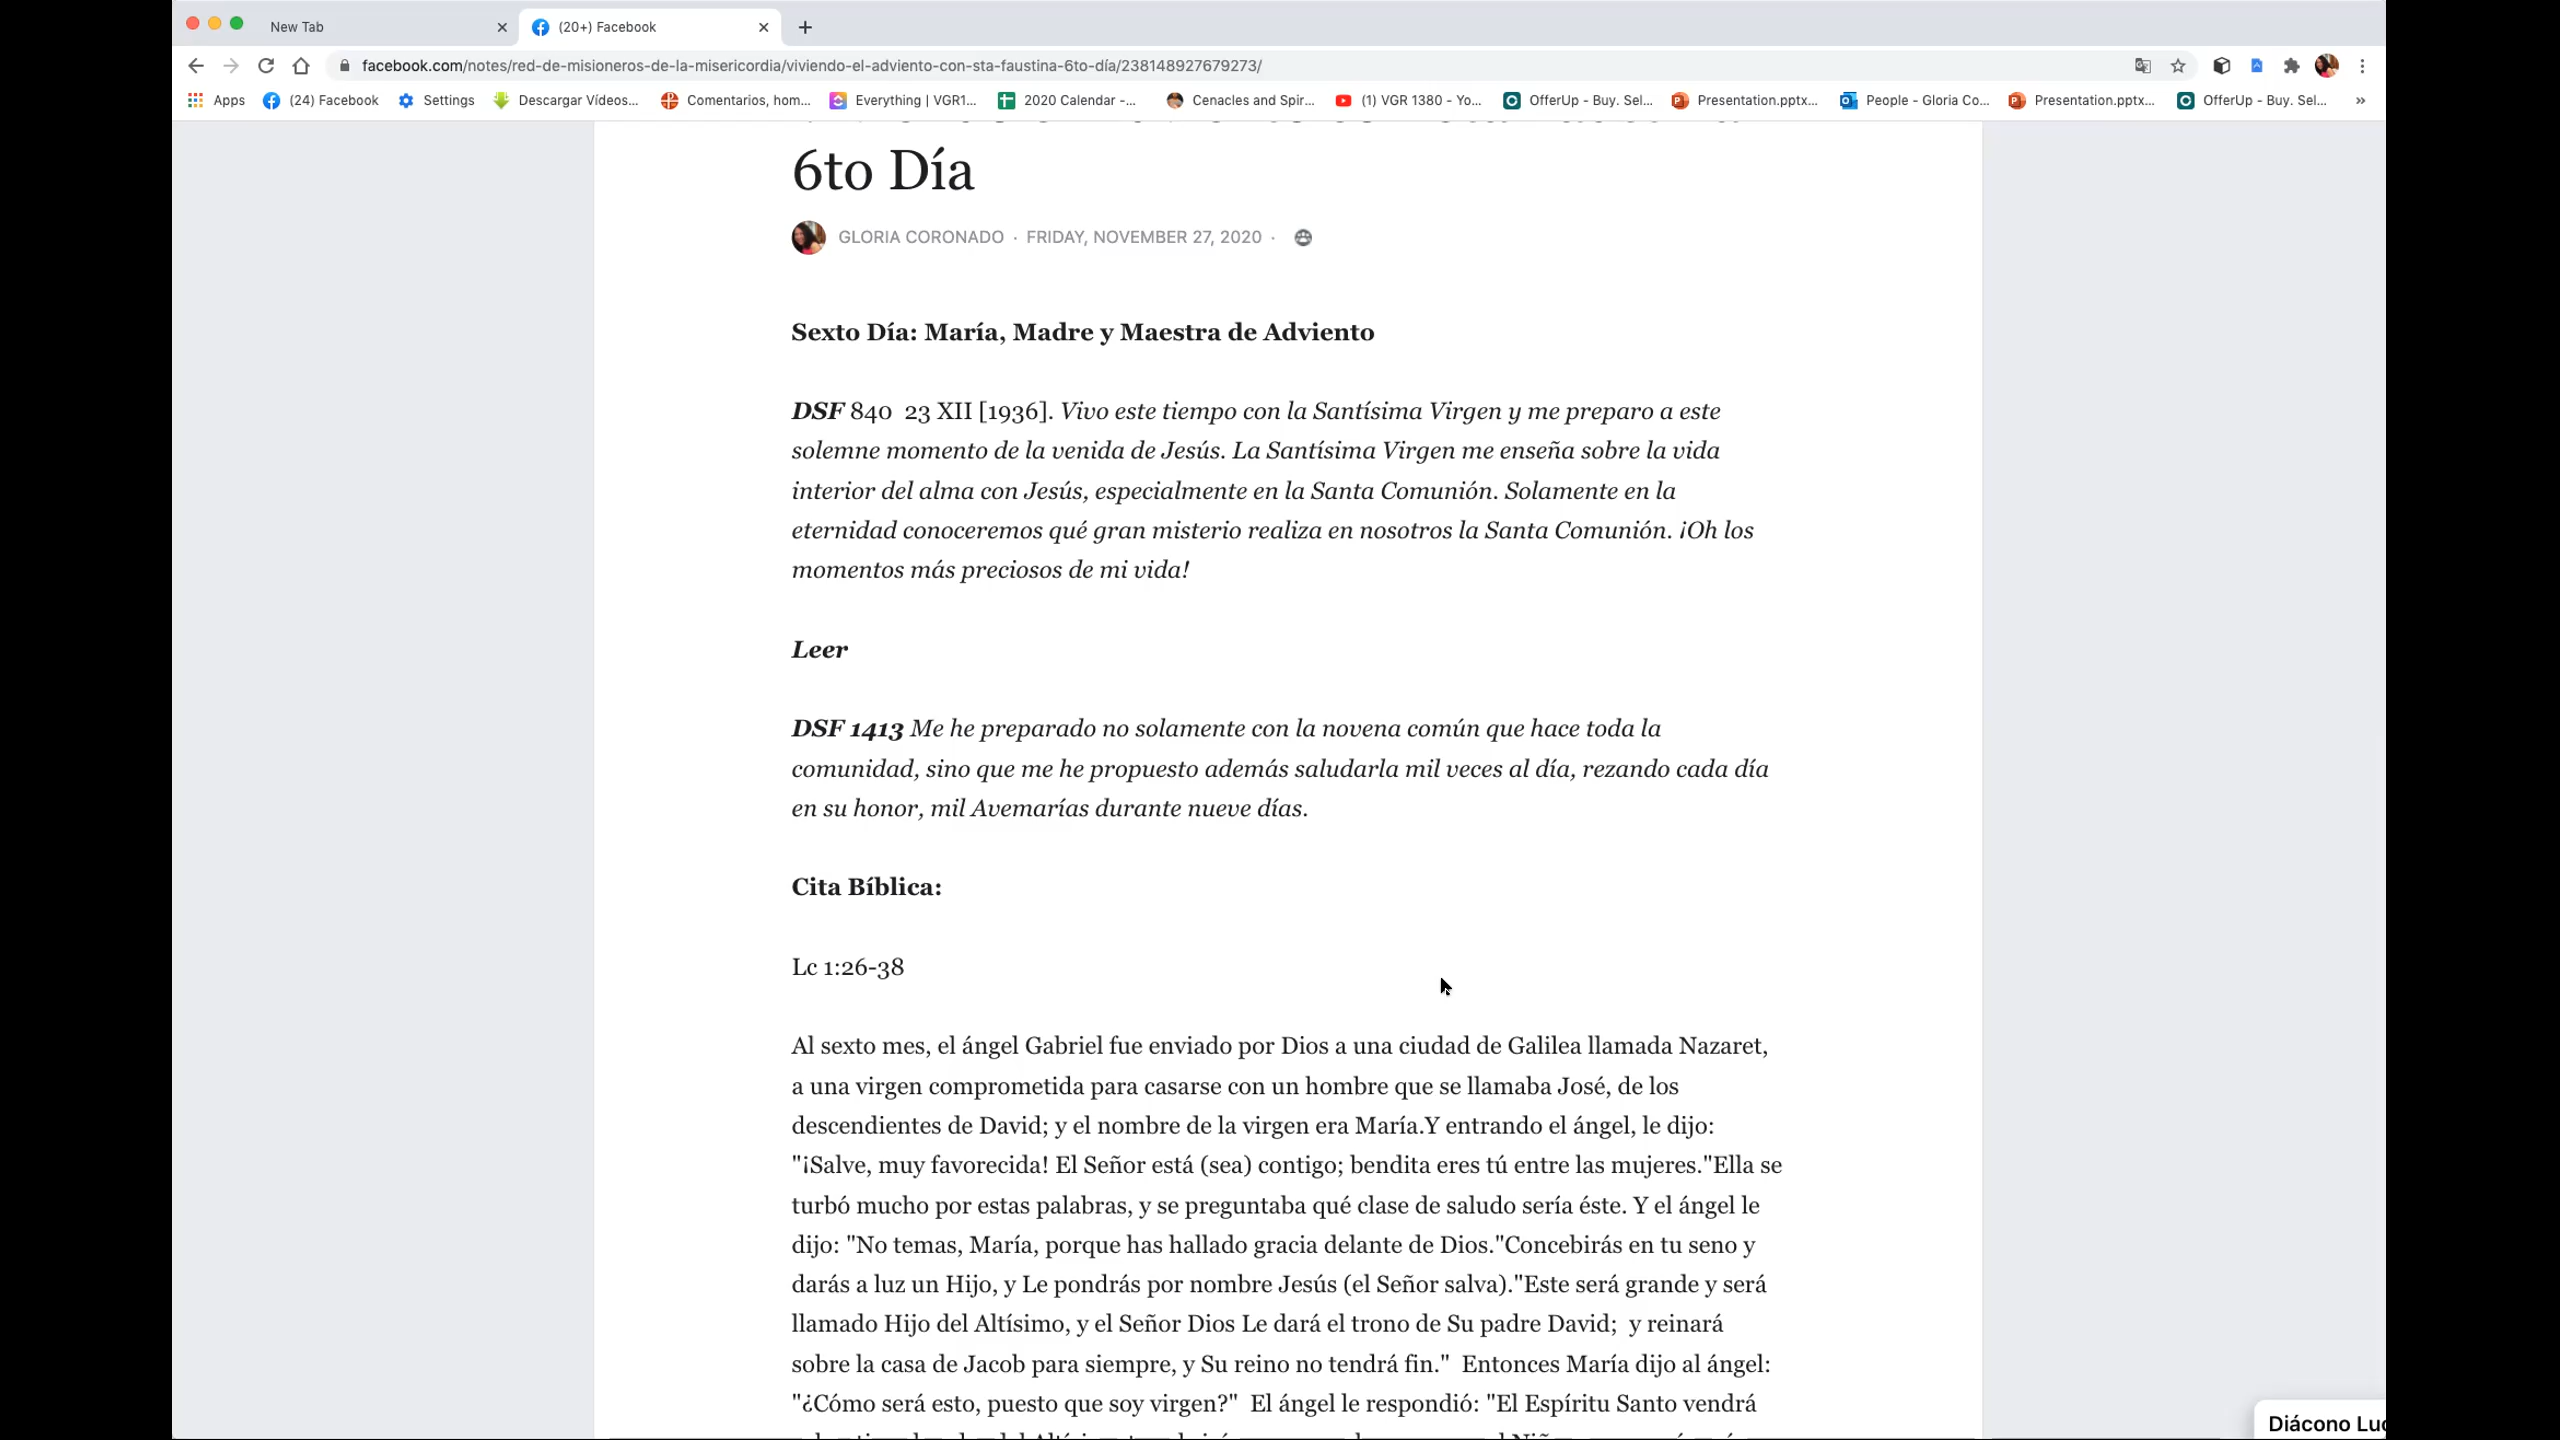 New Tab
(20+) Facebook
facebook.com/notes/red-de-misioneros-de-la-misericordia/viviendo-el-adviento-con-sta-faustina-6to-día/238148927679273/
Apps (24) Facebook Settings Descargar Vídeos... Comentarios, hom... Everything | VGR1... 2020 Calendar -... Cenacles and Spir... (1) VGR 1380 - Yo... OfferUp - Buy. Sel... Presentation.pptx... People - Gloria Co... Presentation.pptx... OfferUp - Buy. Sel... »
6to Día
GLORIA CORONADO · FRIDAY, NOVEMBER 27, 2020 ·
Sexto Día: María, Madre y Maestra de Adviento
DSF 840 23 XII [1936]. Vivo este tiempo con la Santísima Virgen y me preparo a este
solemne momento de la venida de Jesús. La Santísima Virgen me enseña sobre la vida
interior del alma con Jesús, especialmente en la Santa Comunión. Solamente en la
eternidad conoceremos qué gran misterio realiza en nosotros la Santa Comunión. ¡Oh los
momentos más preciosos de mi vida!
Leer
DSF 1413 Me he preparado no solamente con la novena común que hace toda la
comunidad, sino que me he propuesto además saludarla mil veces al día, rezando cada día
en su honor, mil Avemarías durante nueve días.
Cita Bíblica:
Lc 1:26-38
Al sexto mes, el ángel Gabriel fue enviado por Dios a una ciudad de Galilea llamada Nazaret,
a una virgen comprometida para casarse con un hombre que se llamaba José, de los
descendientes de David; y el nombre de la virgen era María.Y entrando el ángel, le dijo:
"¡Salve, muy favorecida! El Señor está (sea) contigo; bendita eres tú entre las mujeres."Ella se
turbó mucho por estas palabras, y se preguntaba qué clase de saludo sería éste. Y el ángel le
dijo: "No temas, María, porque has hallado gracia delante de Dios."Concebirás en tu seno y
darás a luz un Hijo, y Le pondrás por nombre Jesús (el Señor salva)."Este será grande y será
llamado Hijo del Altísimo, y el Señor Dios Le dará el trono de Su padre David; y reinará
sobre la casa de Jacob para siempre, y Su reino no tendrá fin." Entonces María dijo al ángel:
"¿Cómo será esto, puesto que soy virgen?" El ángel le respondió: "El Espíritu Santo vendrá
Diácono